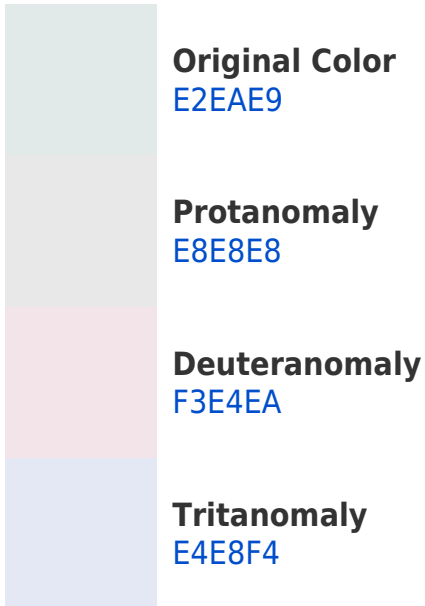 Original Color
E2EAE9
Protanomaly
E8E8E8
Deuteranomaly
F3E4EA
Tritanomaly
E4E8F4